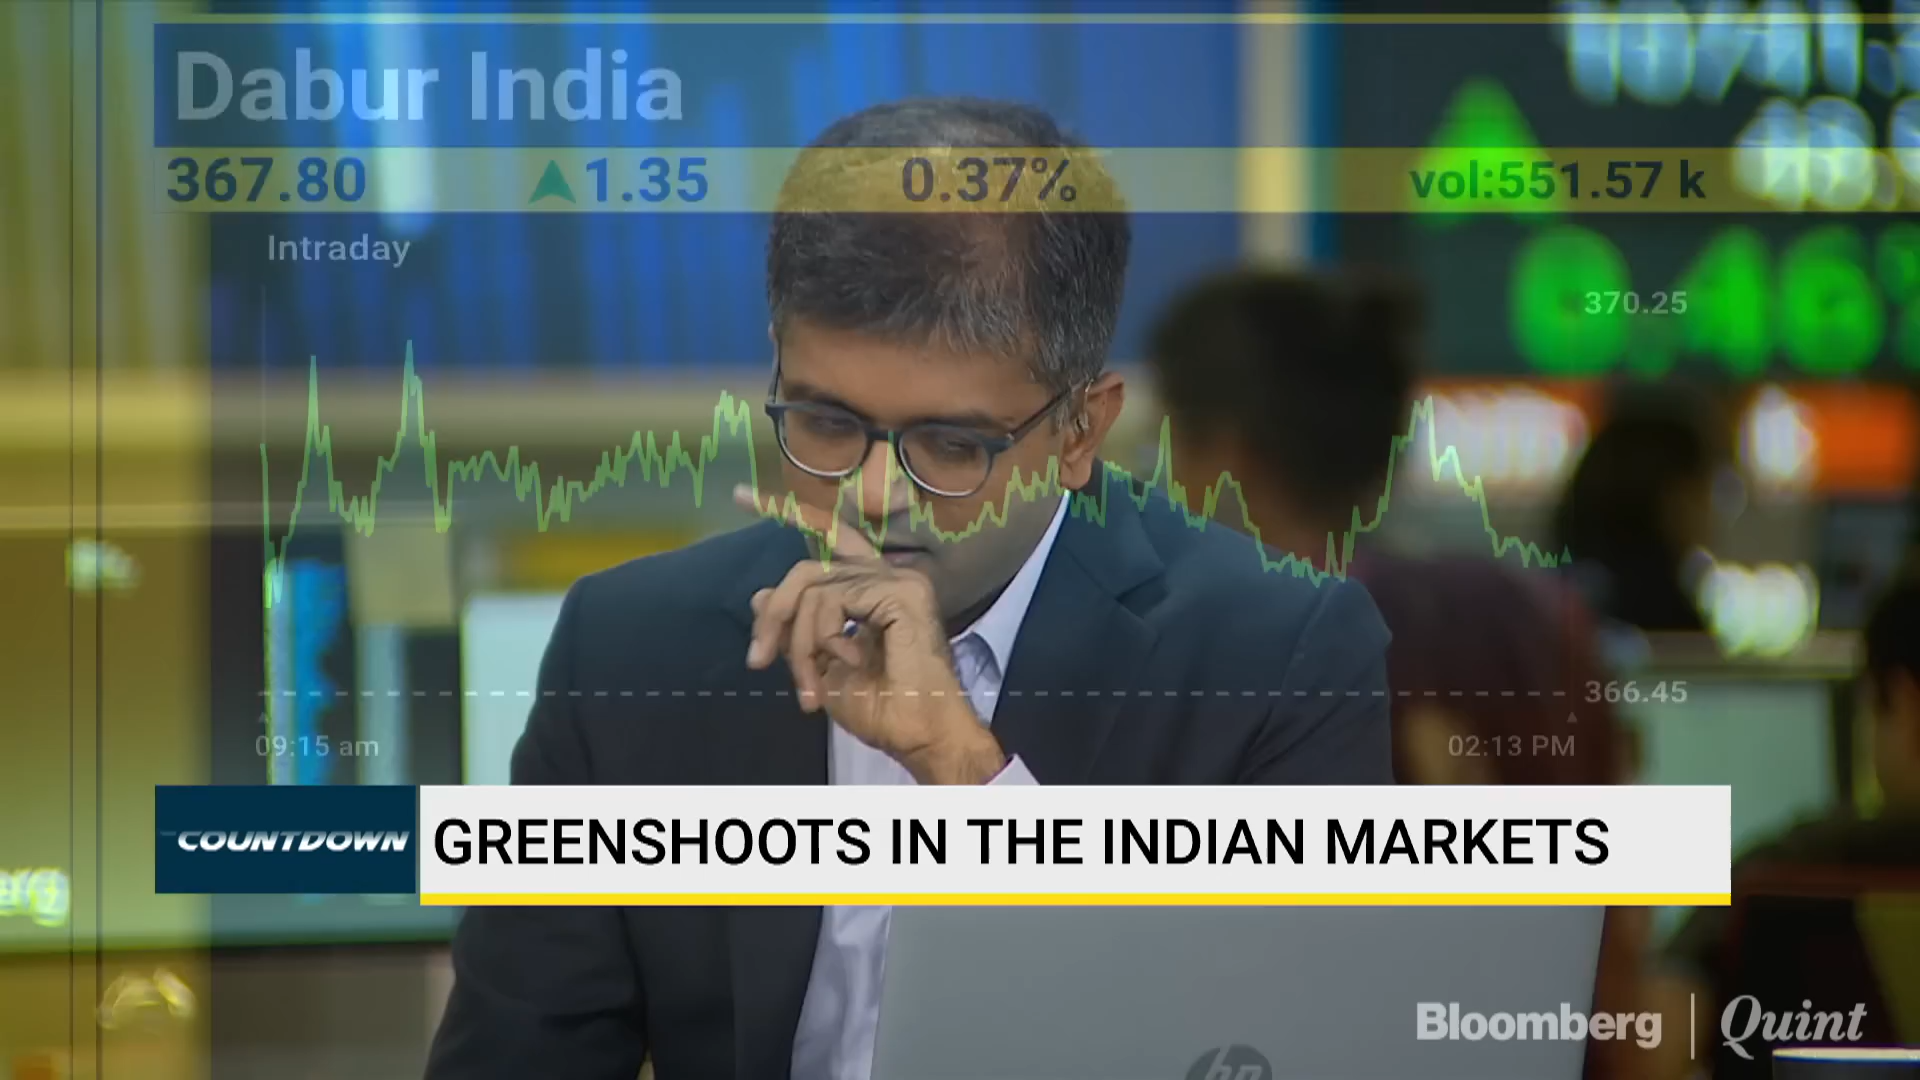 Dabur India
367.80 ▲1.35 0.37% vol:551.57 k
Intraday
370.25
366.45
09:15 am
02:13 PM
COUNTDOWN
GREENSHOOTS IN THE INDIAN MARKETS
Bloomberg | Quint
hp